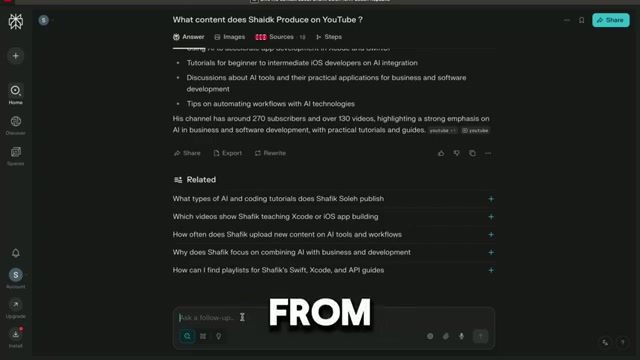 What content does Shaidk Produce on YouTube ?
Share
Answer
Images
Sources · 18
Steps
Using AI to accelerate app development in Xcode and SwiftUI
• Tutorials for beginner to intermediate iOS developers on AI integration
• Discussions about AI tools and their practical applications for business and software
development
• Tips on automating workflows with AI technologies
His channel has around 270 subscribers and over 130 videos, highlighting a strong emphasis on
AI in business and software development, with practical tutorials and guides. youtube youtube
Share Export Rewrite
Related
What types of AI and coding tutorials does Shafik Soleh publish
Which videos show Shafik teaching Xcode or iOS app building
How often does Shafik upload new content on AI tools and workflows
Why does Shafik focus on combining AI with business and development
How can I find playlists for Shafik's Swift, Xcode, and API guides
Ask a follow-up...
FROM
S
Home
Discover
Spaces
S
Account
Upgrade
Install